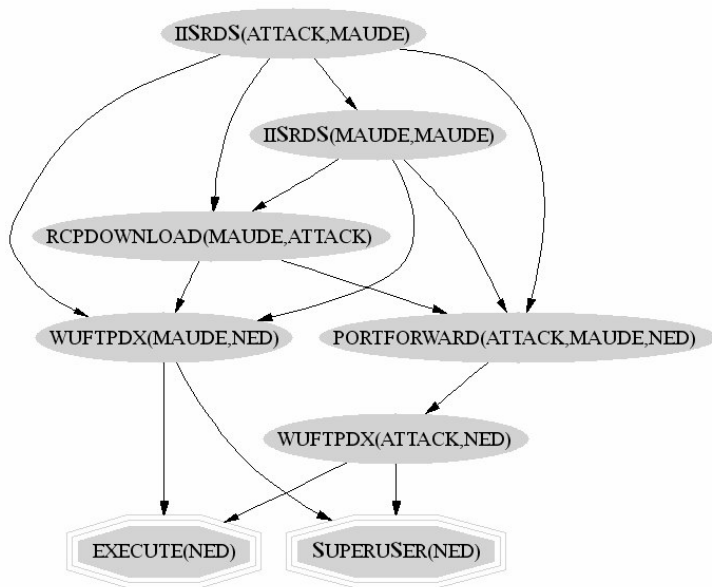 IISRDS(ATTACK,MAUDE)
IISRDS(MAUDE,MAUDE)
RCPDOWNLOAD(MAUDE,ATTACK)
WUFTPDX(MAUDE,NED)
PORTFORWARD(ATTACK,MAUDE,NED)
WUFTPDX(ATTACK,NED)
EXECUTE(NED)
SUPERUSER(NED)